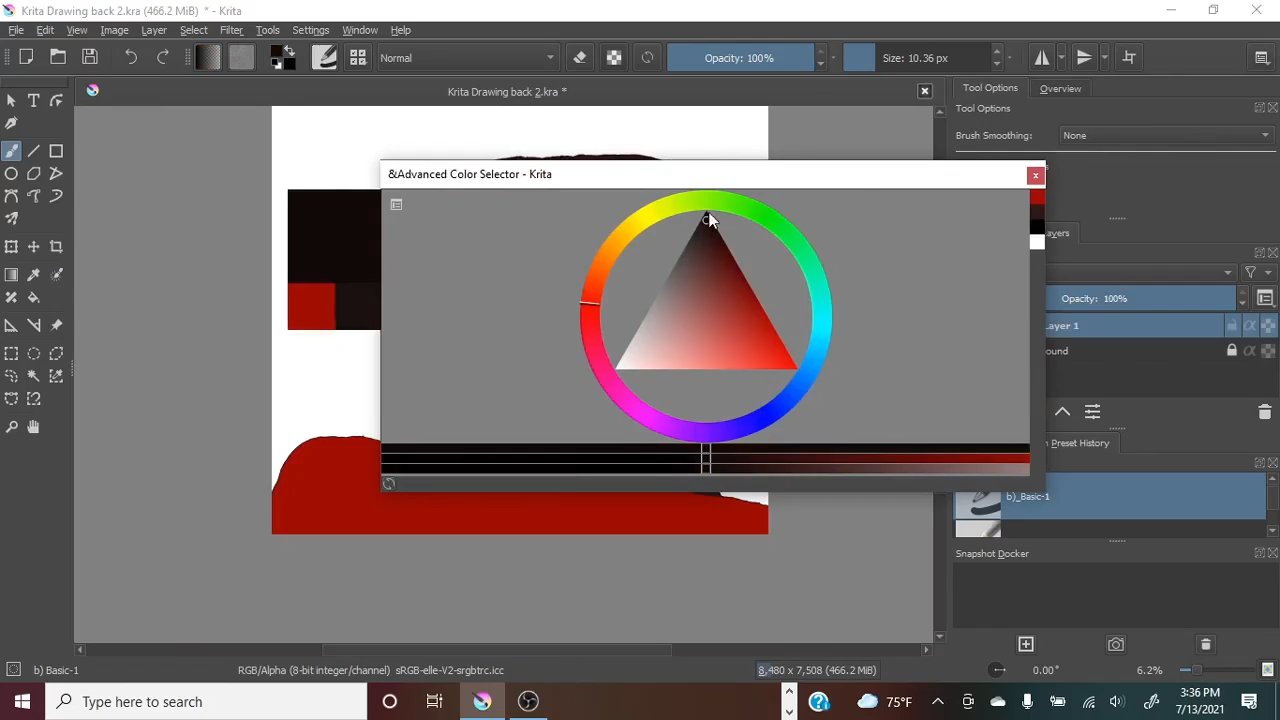 Krita Drawing back 2.kra (466.2 MiB) * - Krita
File Edit View Image Layer Select Filter Tools Settings Window Help
Normal Opacity: 100% Size: 10.36 px
Krita Drawing back 2.kra * Tool Options Overview
Tool Options
Brush Smoothing: None
&Advanced Color Selector - Krita x
ayers
Opacity: 100%
Layer 1
ound
n Preset History
b)_Basic-1
Snapshot Docker
b) Basic-1 RGB/Alpha (8-bit integer/channel) sRGB-elle-V2-srgbtrc.icc 8,480 x 7,508 (466.2 MiB) 0.00° 6.2%
Type here to search 75°F 3:36 PM
7/13/2021